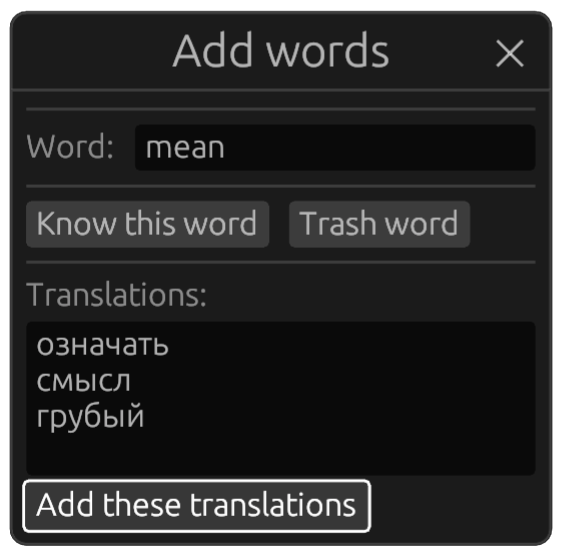 Add words
Word: mean
Know this word Trash word
Translations:
означать
смысл
грубый
Add these translations